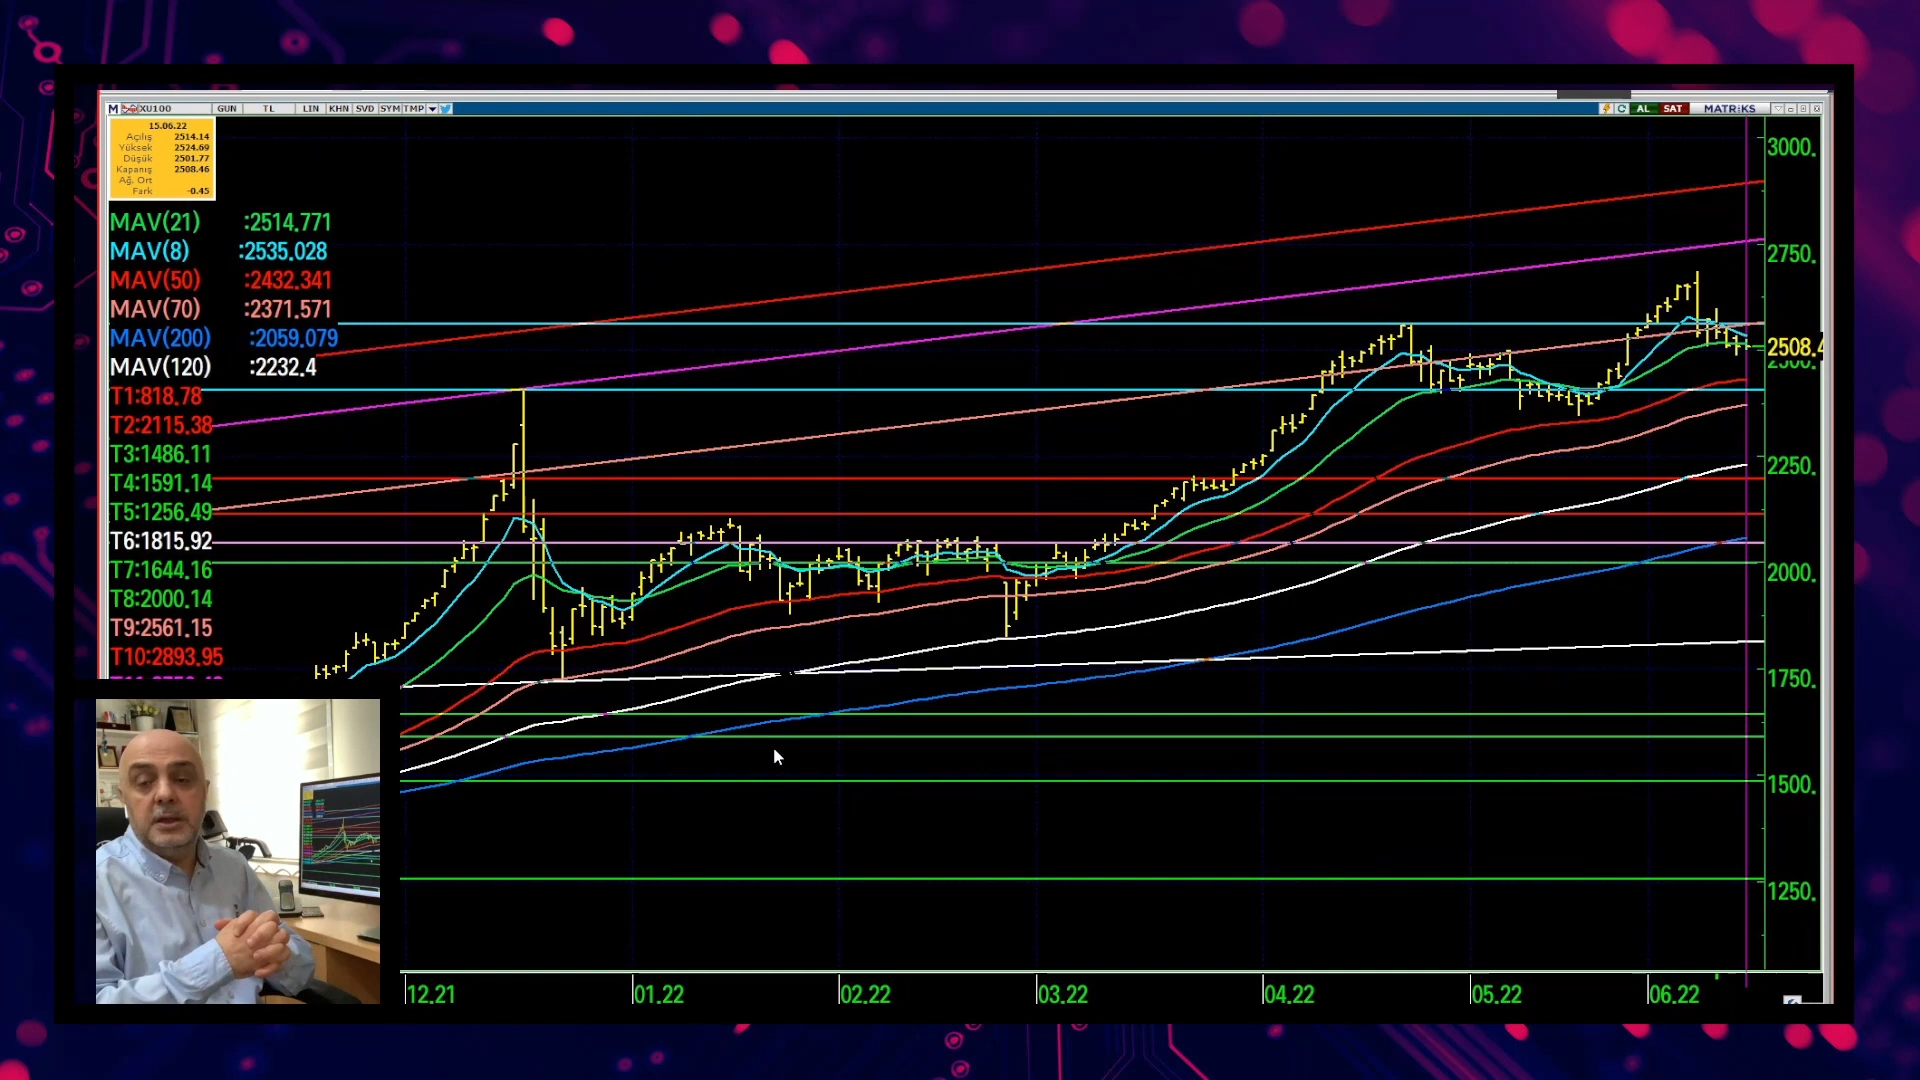 M XU100 GUN TL LIN KHN SVD SYM TMP AL SAT MATRIKS
15.06.22
Açılış 2514.14
Yüksek 2524.69
Düşük 2501.77
Kapanış 2508.46
Ağ. Ort
Fark -0.45
MAV(21) :2514.771
MAV(8) :2535.028
MAV(50) :2432.341
MAV(70) :2371.571
MAV(200) :2059.079
MAV(120) :2232.4
T1:818.78
T2:2115.38
T3:1486.11
T4:1591.14
T5:1256.49
T6:1815.92
T7:1644.16
T8:2000.14
T9:2561.15
T10:2893.95
3000.
2750.
2508.4
2500.
2250.
2000.
1750.
1500.
1250.
12.21 01.22 02.22 03.22 04.22 05.22 06.22